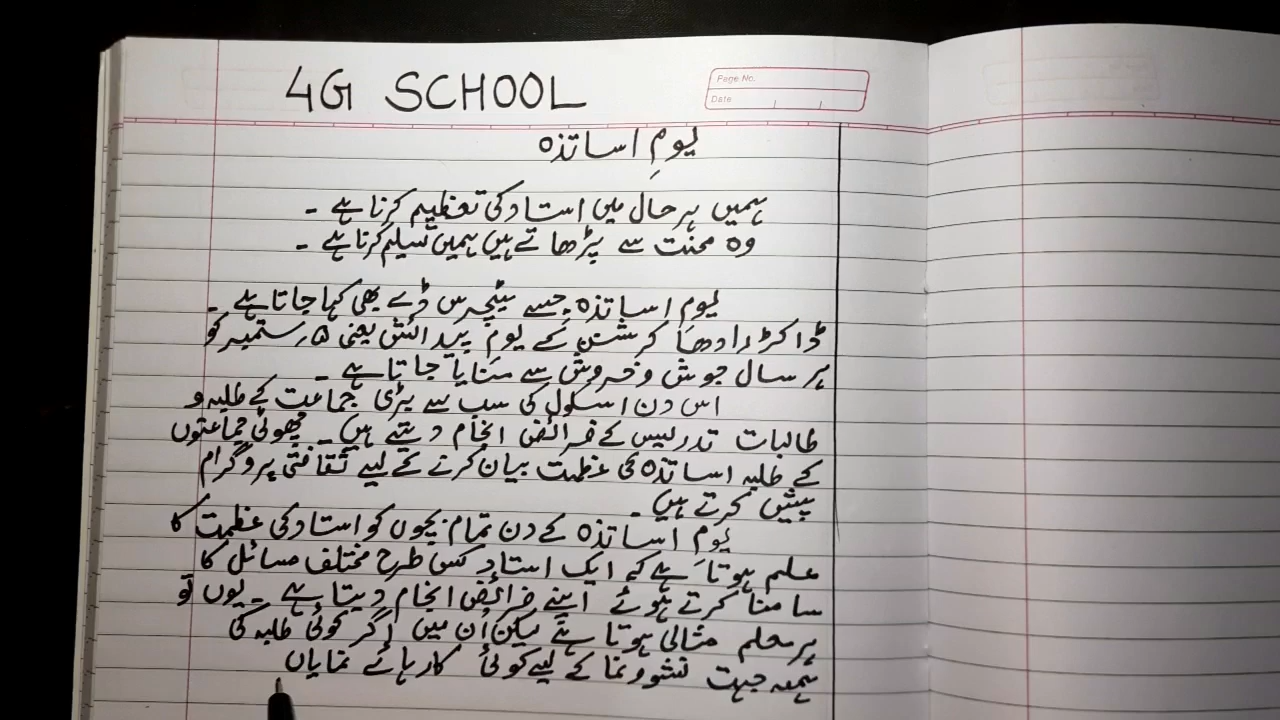 4G SCHOOL
Page No.
Date
یومِ اساتذہ
ہمیں ہر حال میں استاد کی تعظیم کرنا ہے ۔
وہ محنت سے پڑھاتے ہیں ہمیں تسلیم کرنا ہے ۔
یومِ اساتذہ جسے ٹیچرس ڈے بھی کہا جاتا ہے ۔
ڈاکٹر رادھا کرشنن کے یومِ پیدائش یعنی ۵؍ستمبر کو
ہر سال جوش و خروش سے منایا جاتا ہے ۔
اس دن اسکول کی سب سے بڑی جماعت کے طلبہ و
طالبات تدریس کے فرائض انجام دیتے ہیں ۔ چھوٹی جماعتوں
کے طلبہ اساتذہ کی عظمت بیان کرنے کے لیے ثقافتی پروگرام
پیش کرتے ہیں ۔
یومِ اساتذہ کے دن تمام بچوں کو استاد کی عظمت کا
علم ہوتا ہے کہ ایک استاد کس طرح مختلف مسائل کا
سامنا کرتے ہوئے اپنے فرائض انجام دیتا ہے ۔ یوں تو
ہر معلم مثالی ہوتا ہے لیکن اُن میں اگر کوئی طلبہ کی
ہمہ جہت نشوونما کے لیے کوئی کارہائے نمایاں